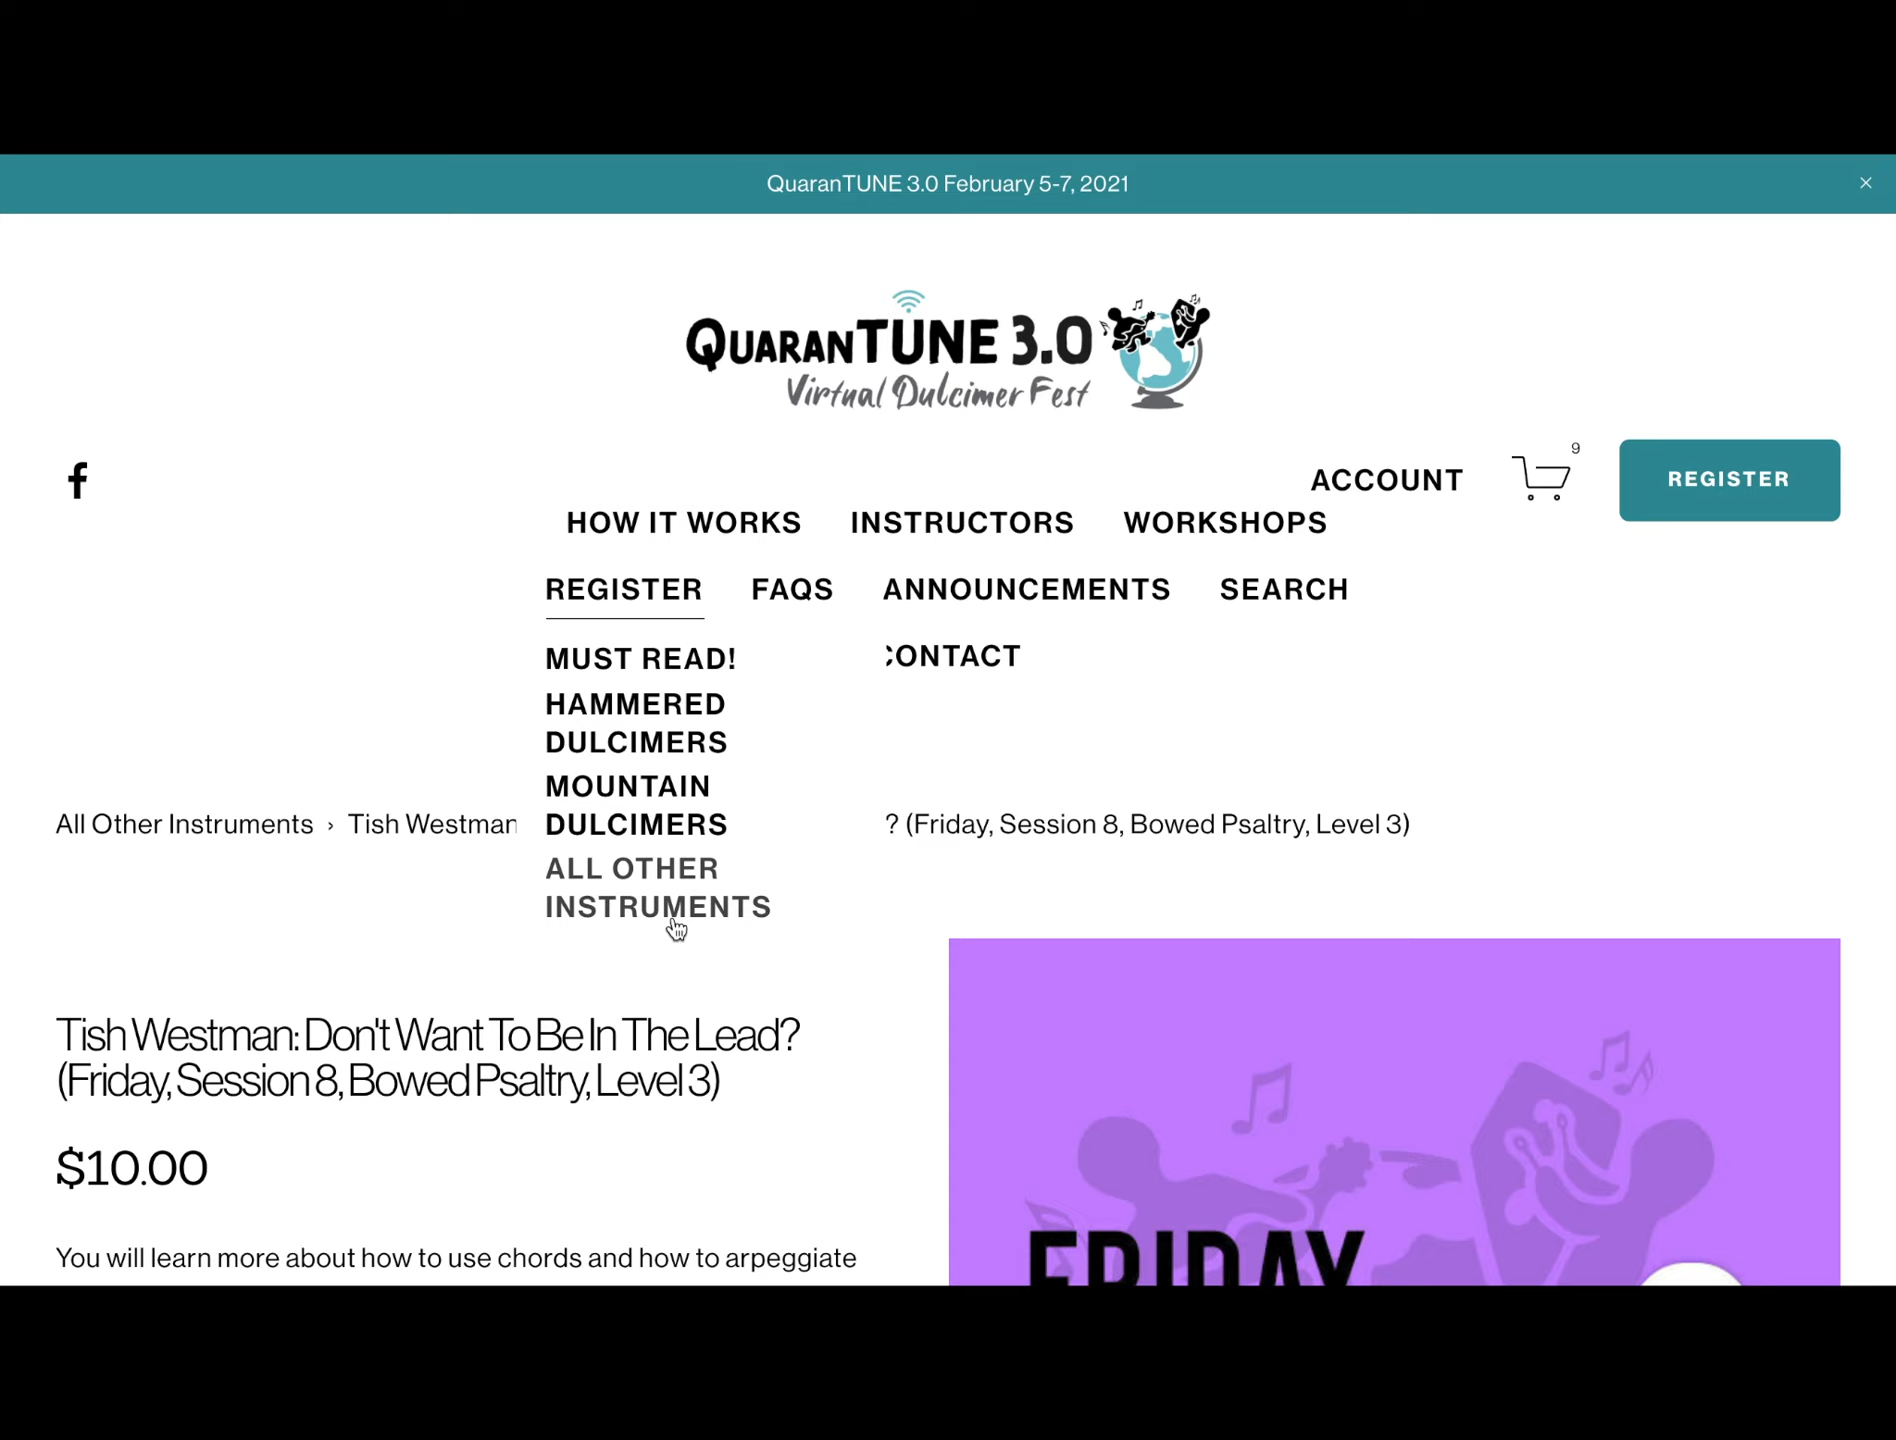 QuaranTUNE 3.0 February 5-7, 2021
QUARANTUNE 3.0
Virtual Dulcimer Fest
9
ACCOUNT
REGISTER
HOW IT WORKS INSTRUCTORS WORKSHOPS
REGISTER FAQS ANNOUNCEMENTS SEARCH
MUST READ!
CONTACT
HAMMERED
DULCIMERS
MOUNTAIN
DULCIMERS
All Other Instruments › Tish Westman ? (Friday, Session 8, Bowed Psaltry, Level 3)
ALL OTHER
INSTRUMENTS
Tish Westman: Don't Want To Be In The Lead?
(Friday, Session 8, Bowed Psaltry, Level 3)
$10.00
You will learn more about how to use chords and how to arpeggiate
FRIDAY